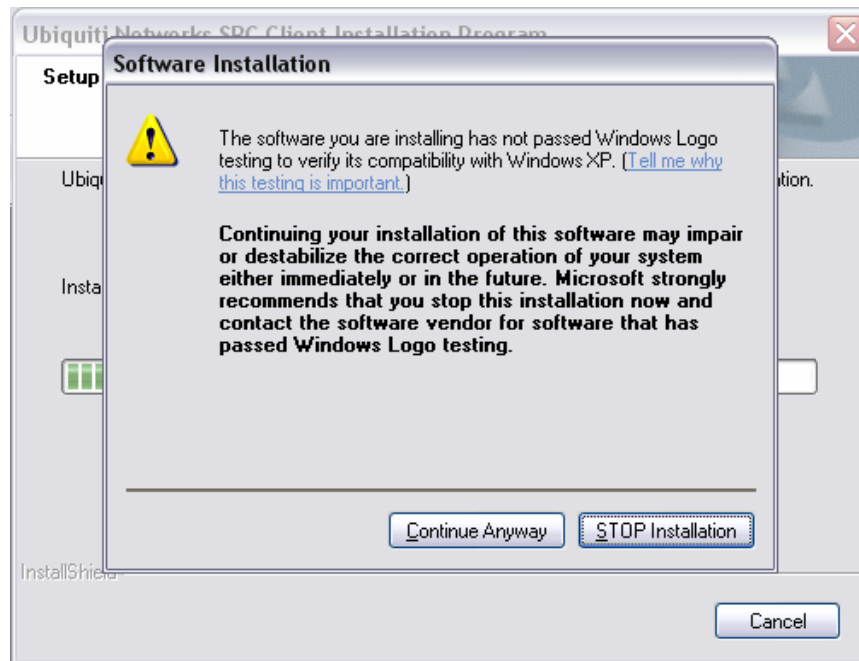 Ubiquiti Networks SRC Client Installation Program
Software Installation
Setup
The software you are installing has not passed Windows Logo
testing to verify its compatibility with Windows XP. (Tell me why
this testing is important.)
Ubiqu
tion.
Continuing your installation of this software may impair
or destabilize the correct operation of your system
either immediately or in the future. Microsoft strongly
recommends that you stop this installation now and
contact the software vendor for software that has
passed Windows Logo testing.
Insta
Continue Anyway
STOP Installation
InstallShield
Cancel